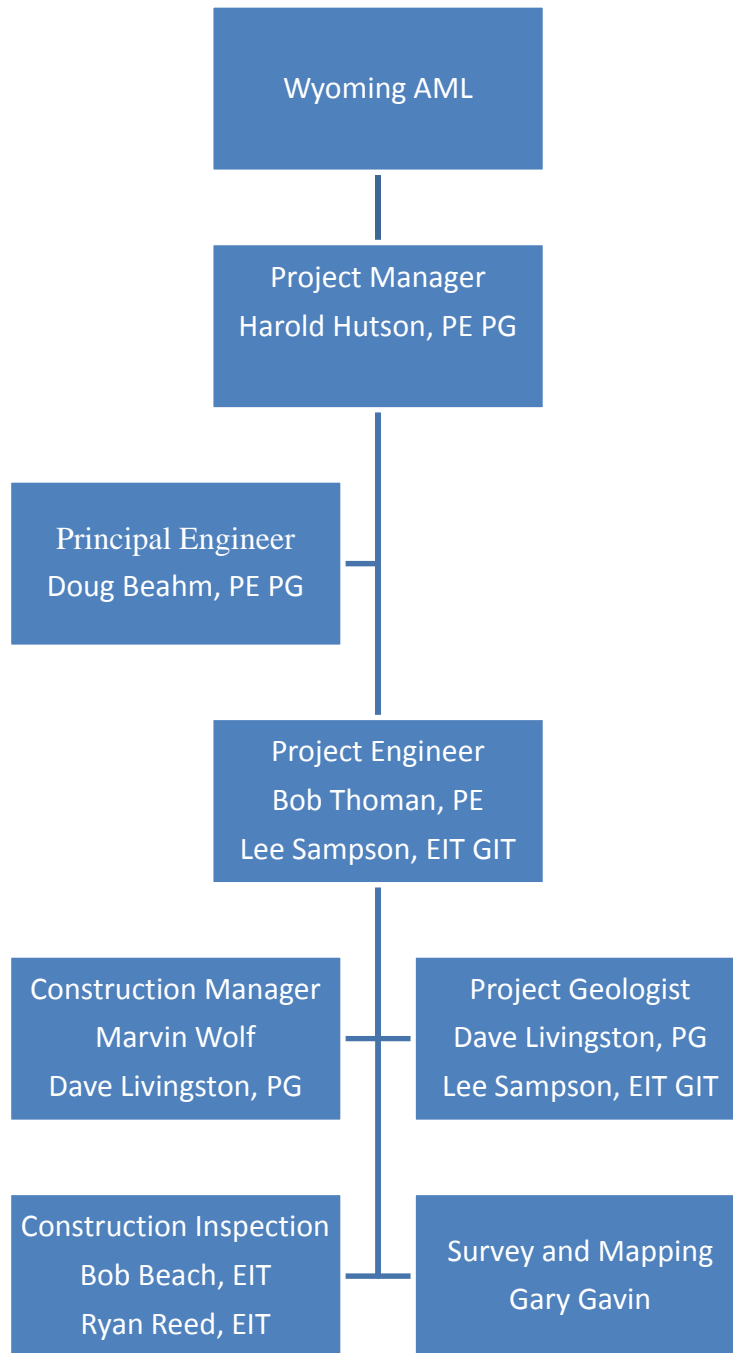 Wyoming AML
Project Manager
Harold Hutson, PE PG
Principal Engineer
Doug Beahm, PE PG
Project Engineer
Bob Thoman, PE
Lee Sampson, EIT GIT
Construction Manager
Marvin Wolf
Dave Livingston, PG
Project Geologist
Dave Livingston, PG
Lee Sampson, EIT GIT
Construction Inspection
Bob Beach, EIT
Ryan Reed, EIT
Survey and Mapping
Gary Gavin